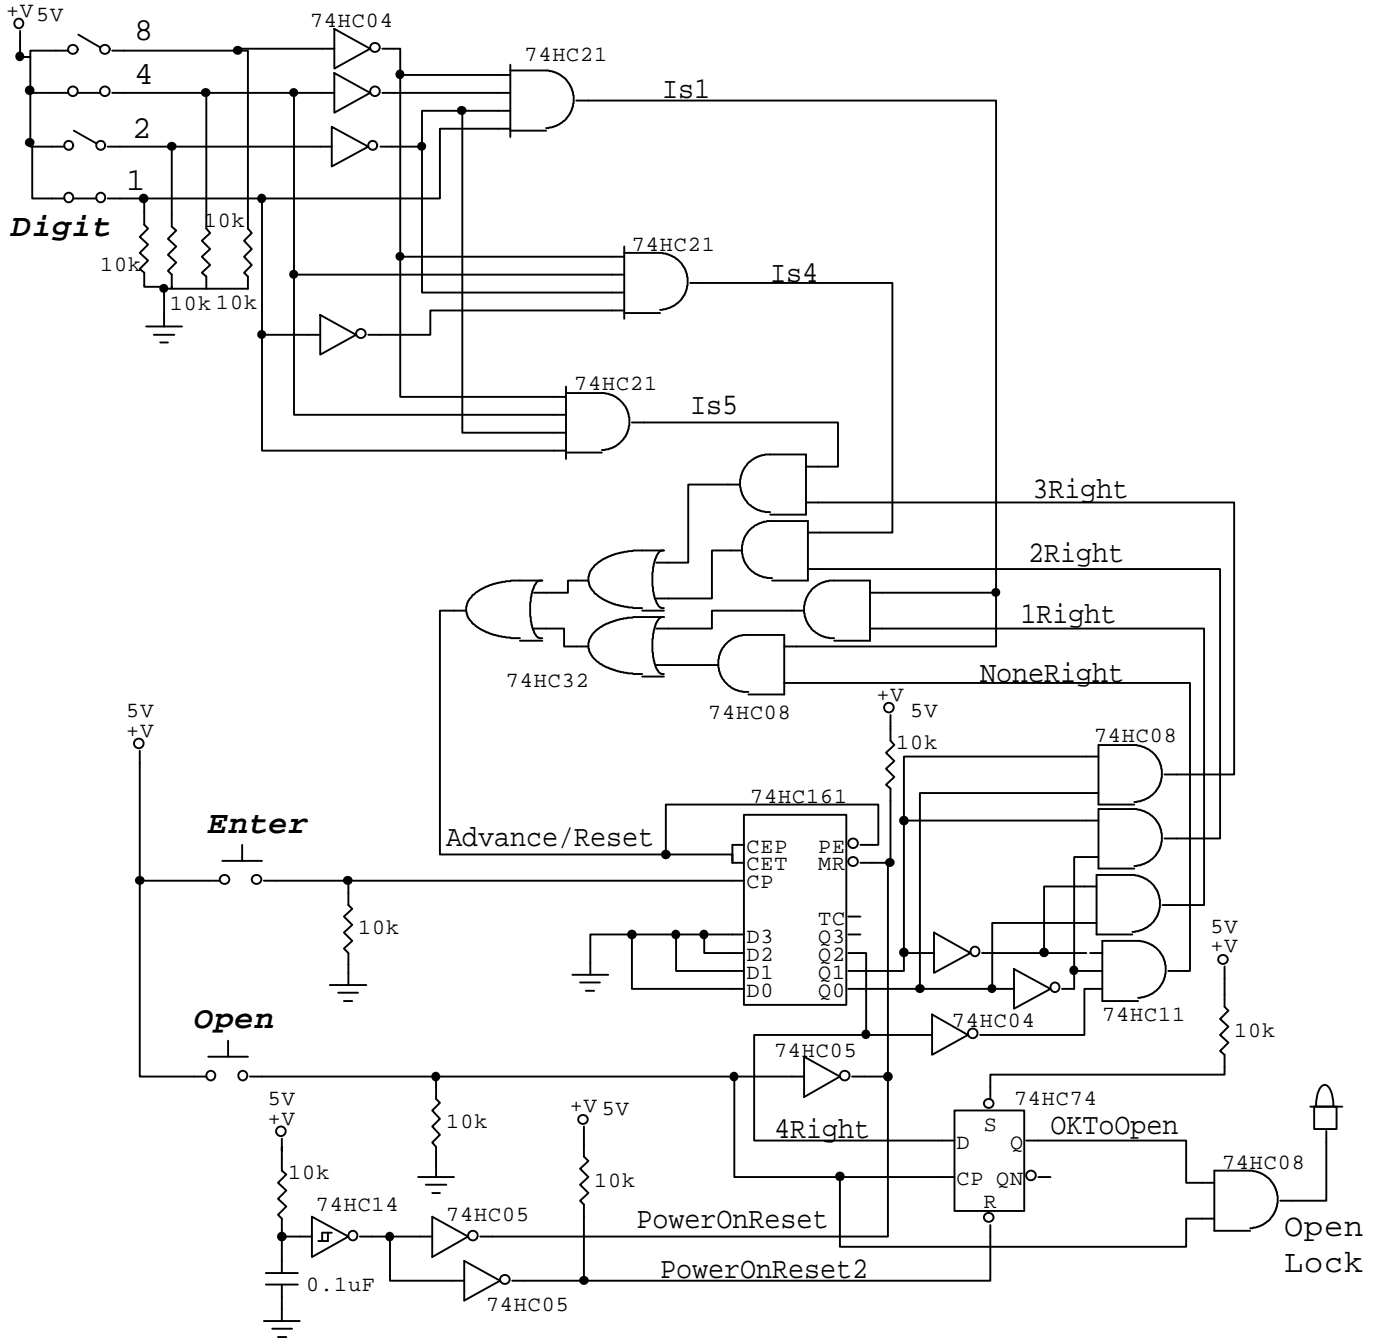 +V 5V
8
74HC04
74HC21
4
Is1
2
1
Digit
10k
74HC21
10k
Is4
10k 10k
74HC21
Is5
3Right
2Right
1Right
74HC32
NoneRight
74HC08
+V
5V
5V
+V
10k
74HC08
74HC161
Enter
Advance/Reset
CEP
PE
CET
MR
CP
10k
TC
5V
D3
Q3
+V
D2
Q2
D1
Q1
D0
Q0
Open
74HC04
74HC11
10k
74HC05
5V
+V
+V 5V
74HC74
10k
4Right
S
OKToOpen
D
Q
10k
10k
CP
QN
74HC08
R
74HC14
74HC05
PowerOnReset
Open
Lock
PowerOnReset2
0.1uF
74HC05